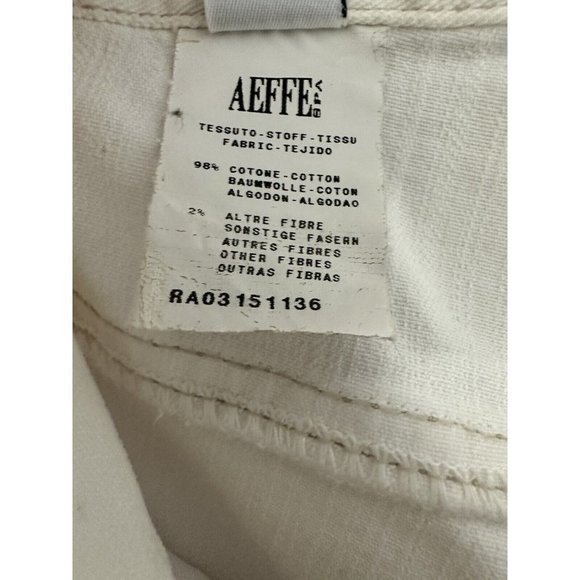 AEFFE SPA
TESSUTO-STOFF-TISSU
FABRIC-TEJIDO
98% COTONE-COTTON
BAUMWOLLE-COTON
ALGODON-ALGODAO
2% ALTRE FIBRE
SONSTIGE FASERN
AUTRES FIBRES
OTHER FIBRES
OUTRAS FIBRAS
RA03151136